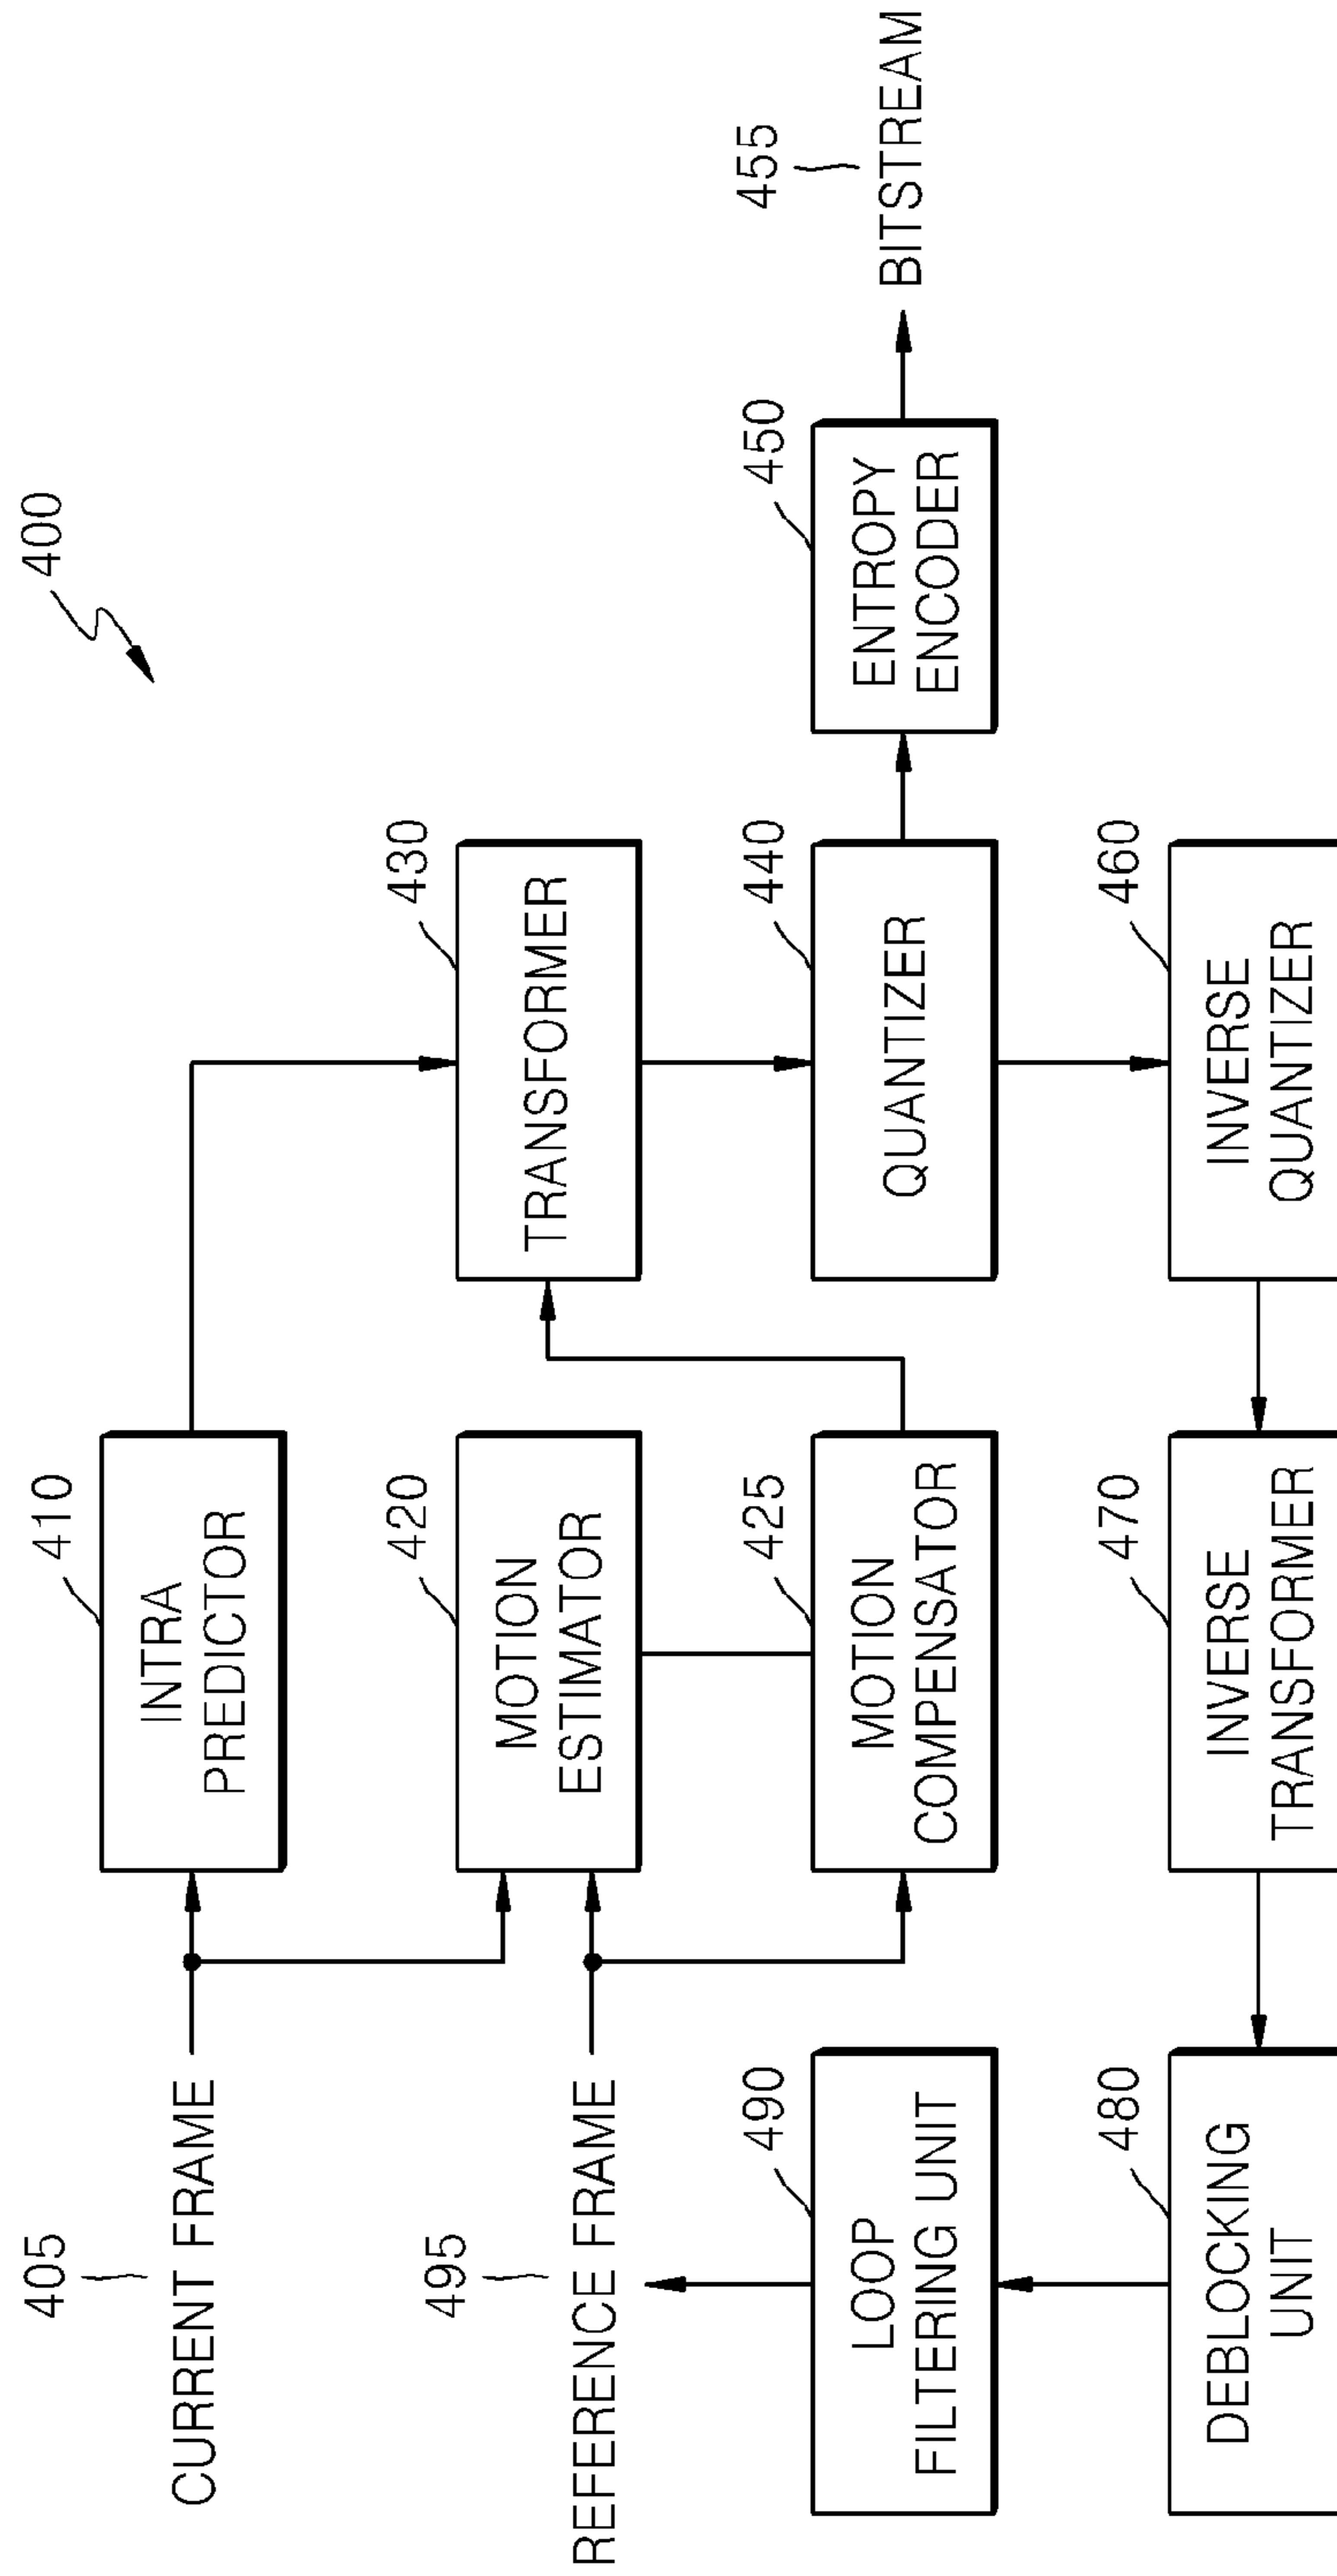 400
405
CURRENT FRAME
410
INTRA
PREDICTOR
495
REFERENCE FRAME
420
MOTION
ESTIMATOR
430
TRANSFORMER
490
LOOP
FILTERING UNIT
425
MOTION
COMPENSATOR
440
QUANTIZER
450
ENTROPY
ENCODER
455
BITSTREAM
480
DEBLOCKING
UNIT
470
INVERSE
TRANSFORMER
460
INVERSE
QUANTIZER